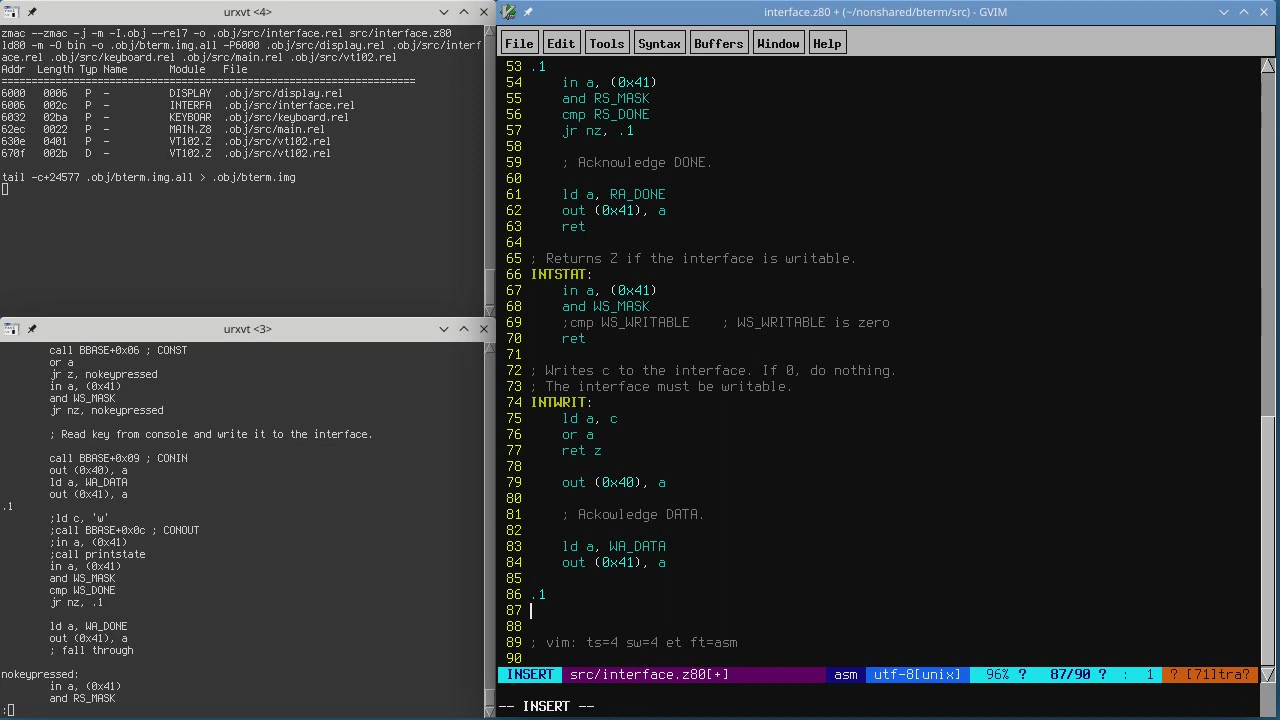 urxvt <4>
zmac --zmac -j -m -I.obj --rel7 -o .obj/src/interface.rel src/interface.z80
ld80 -m -O bin -o .obj/bterm.img.all -P6000 .obj/src/display.rel .obj/src/interf
ace.rel .obj/src/keyboard.rel .obj/src/main.rel .obj/src/vt102.rel
Addr Length Typ Name Module File
=====================================================================
6000 0006 P - DISPLAY .obj/src/display.rel
6006 002c P - INTERFA .obj/src/interface.rel
6032 02ba P - KEYBOAR .obj/src/keyboard.rel
62ec 0022 P - MAIN.Z8 .obj/src/main.rel
630e 0401 P - VT102.Z .obj/src/vt102.rel
670f 002b D - VT102.Z .obj/src/vt102.rel
tail -c+24577 .obj/bterm.img.all > .obj/bterm.img
urxvt <3>
call BBASE+0x06 ; CONST
or a
jr z, nokeypressed
in a, (0x41)
and WS_MASK
jr nz, nokeypressed
; Read key from console and write it to the interface.
call BBASE+0x09 ; CONIN
out (0x40), a
ld a, WA_DATA
out (0x41), a
.1
;ld c, 'w'
;call BBASE+0x0c ; CONOUT
;in a, (0x41)
;call printstate
in a, (0x41)
and WS_MASK
cmp WS_DONE
jr nz, .1
ld a, WA_DONE
out (0x41), a
; fall through
nokeypressed:
in a, (0x41)
and RS_MASK
:
interface.z80 + (~/nonshared/bterm/src) - GVIM
File Edit Tools Syntax Buffers Window Help
53 .1
54 in a, (0x41)
55 and RS_MASK
56 cmp RS_DONE
57 jr nz, .1
58
59 ; Acknowledge DONE.
60
61 ld a, RA_DONE
62 out (0x41), a
63 ret
64
65 ; Returns Z if the interface is writable.
66 INTSTAT:
67 in a, (0x41)
68 and WS_MASK
69 ;cmp WS_WRITABLE ; WS_WRITABLE is zero
70 ret
71
72 ; Writes c to the interface. If 0, do nothing.
73 ; The interface must be writable.
74 INTWRIT:
75 ld a, c
76 or a
77 ret z
78
79 out (0x40), a
80
81 ; Ackowledge DATA.
82
83 ld a, WA_DATA
84 out (0x41), a
85
86 .1
87
88
89 ; vim: ts=4 sw=4 et ft=asm
90
INSERT src/interface.z80[+] asm utf-8[unix] 96% ? 87/90 ? : 1 ? [71]tra?
-- INSERT --